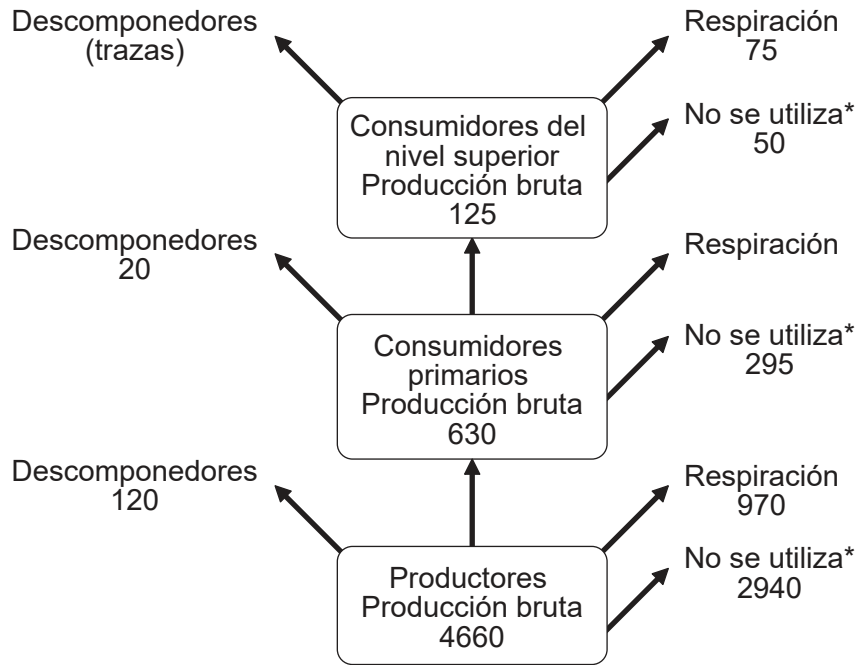 Descomponedores
(trazas)
Respiración
75
No se utiliza*
50
Consumidores del
nivel superior
Producción bruta
125
Descomponedores
20
Respiración
No se utiliza*
295
Consumidores
primarios
Producción bruta
630
Descomponedores
120
Respiración
970
No se utiliza*
2940
Productores
Producción bruta
4660